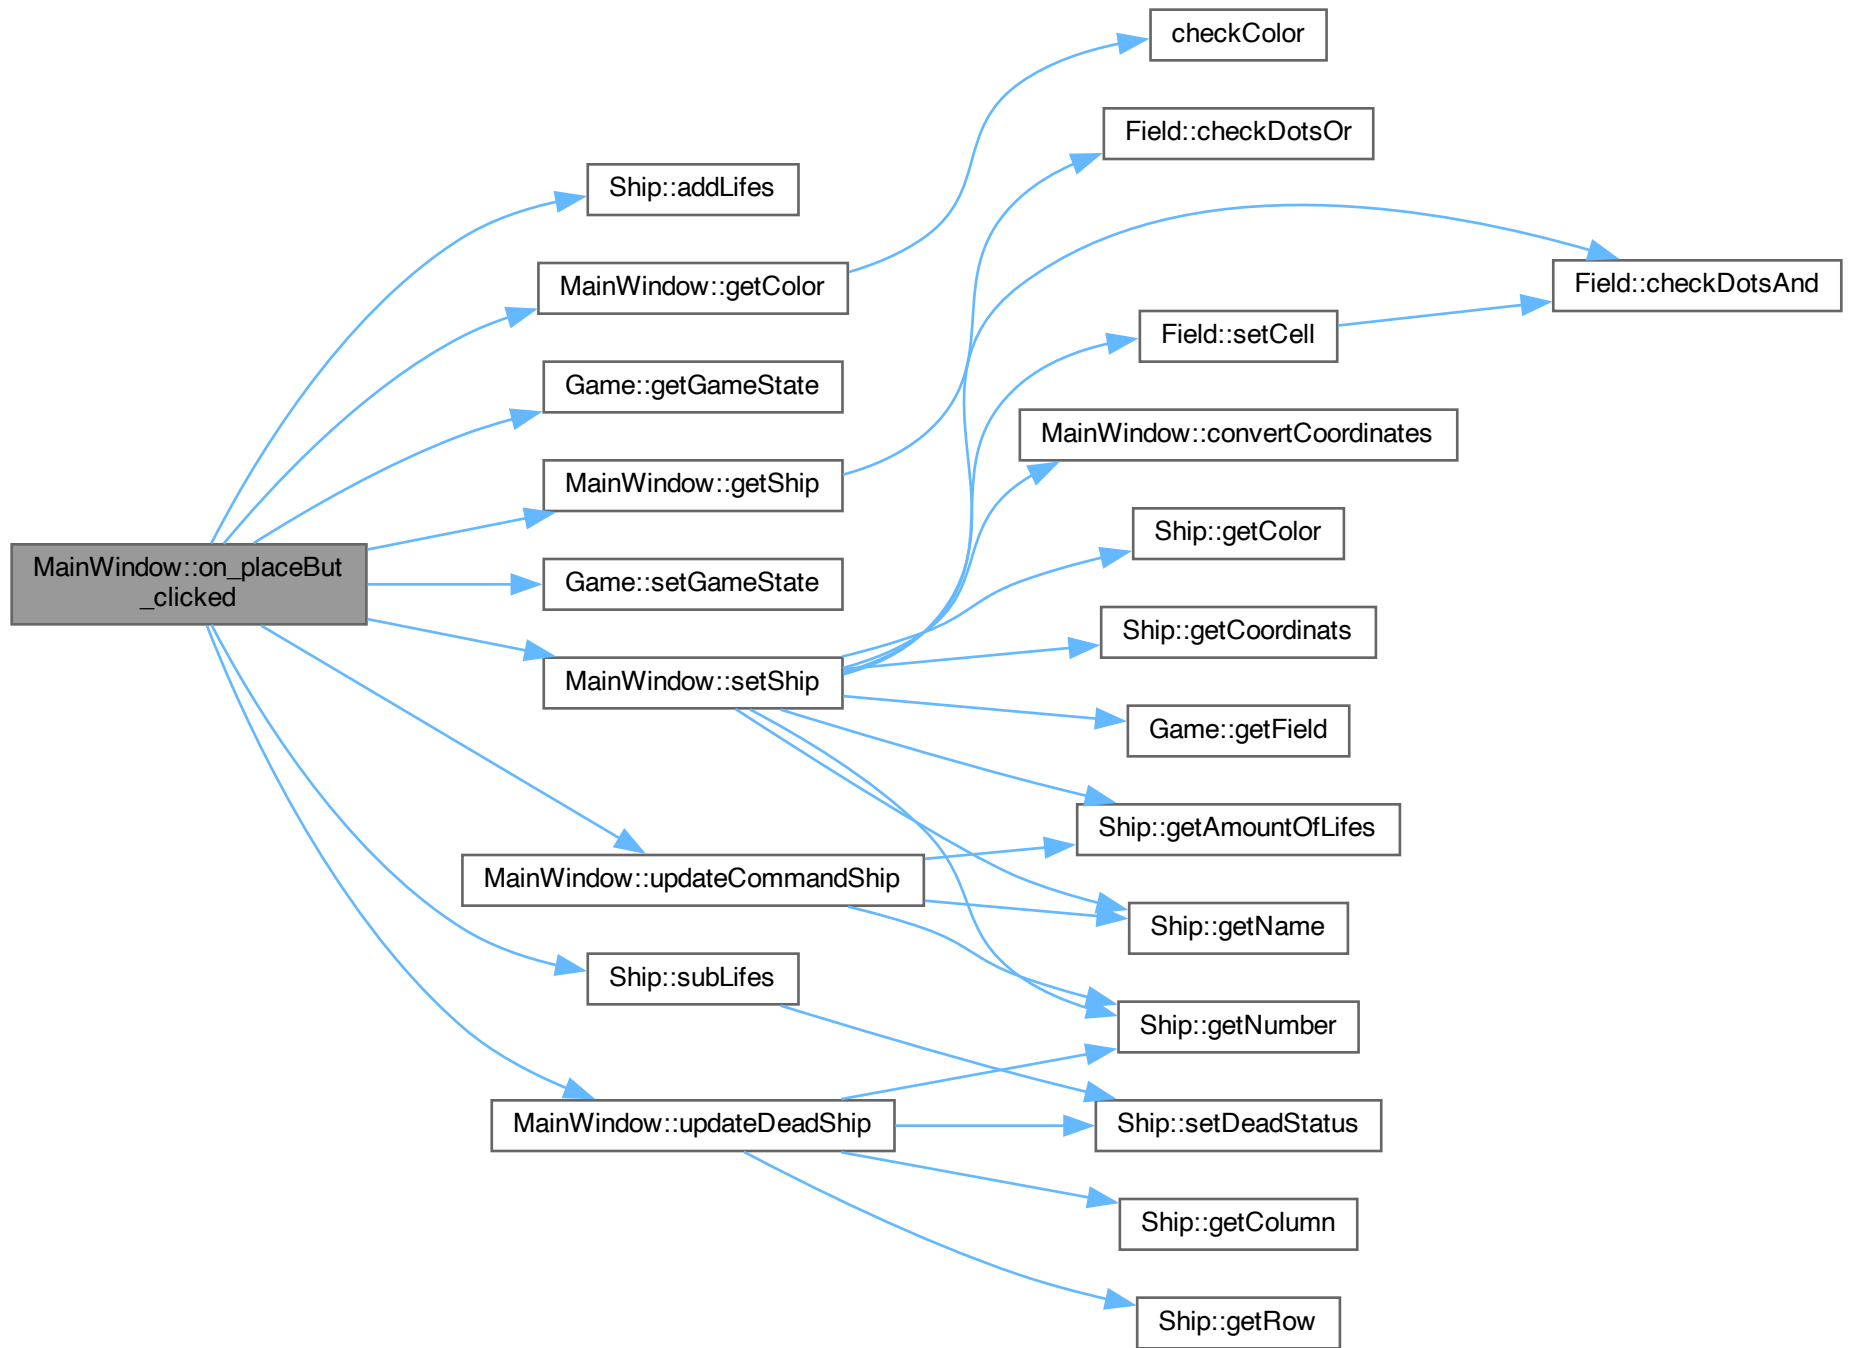 MainWindow::on_placeBut
_clicked
Ship::addLifes
MainWindow::getColor
Game::getGameState
MainWindow::getShip
Game::setGameState
MainWindow::setShip
MainWindow::updateCommandShip
Ship::subLifes
MainWindow::updateDeadShip
checkColor
Field::checkDotsOr
Field::setCell
MainWindow::convertCoordinates
Ship::getColor
Ship::getCoordinats
Game::getField
Ship::getAmountOfLifes
Ship::getName
Ship::getNumber
Ship::setDeadStatus
Ship::getColumn
Ship::getRow
Field::checkDotsAnd